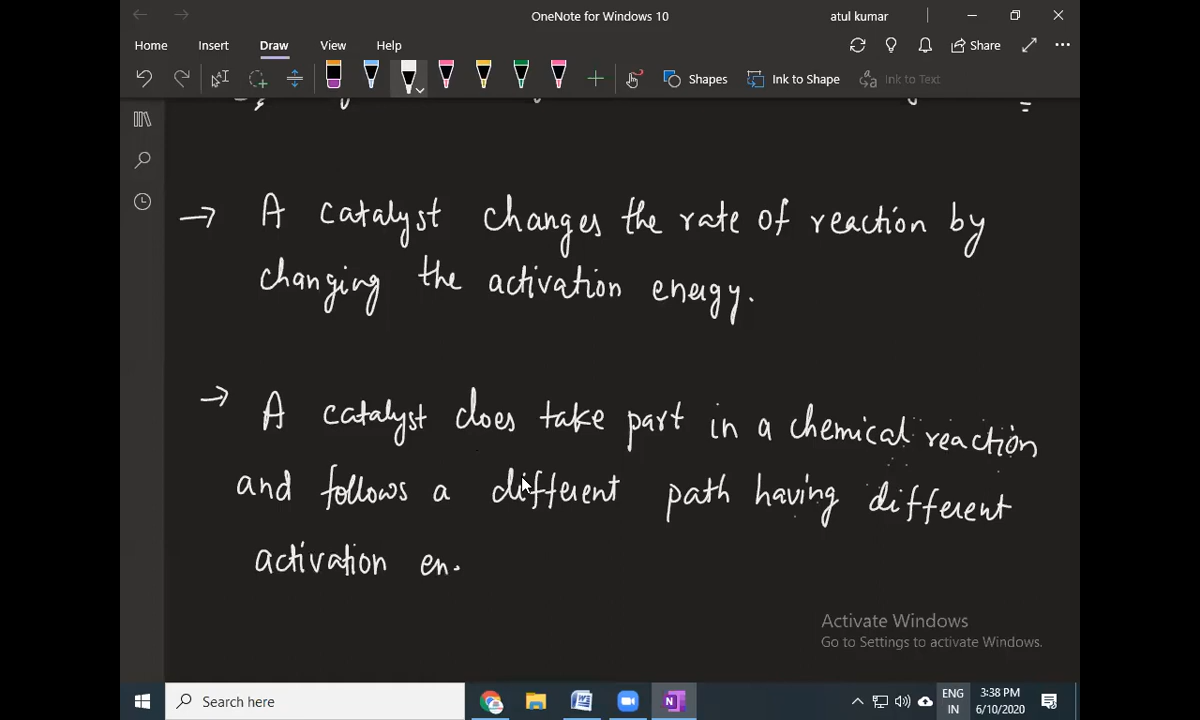 OneNote for Windows 10
atul kumar
Home Insert Draw View Help
Share
Shapes
Ink to Shape
Ink to Text
→ A catalyst changes the rate of reaction by
changing the activation energy.
→ A catalyst does take part in a chemical reaction
and follows a different path having different
activation en.
Activate Windows
Go to Settings to activate Windows.
Search here
ENG
IN
3:38 PM
6/10/2020